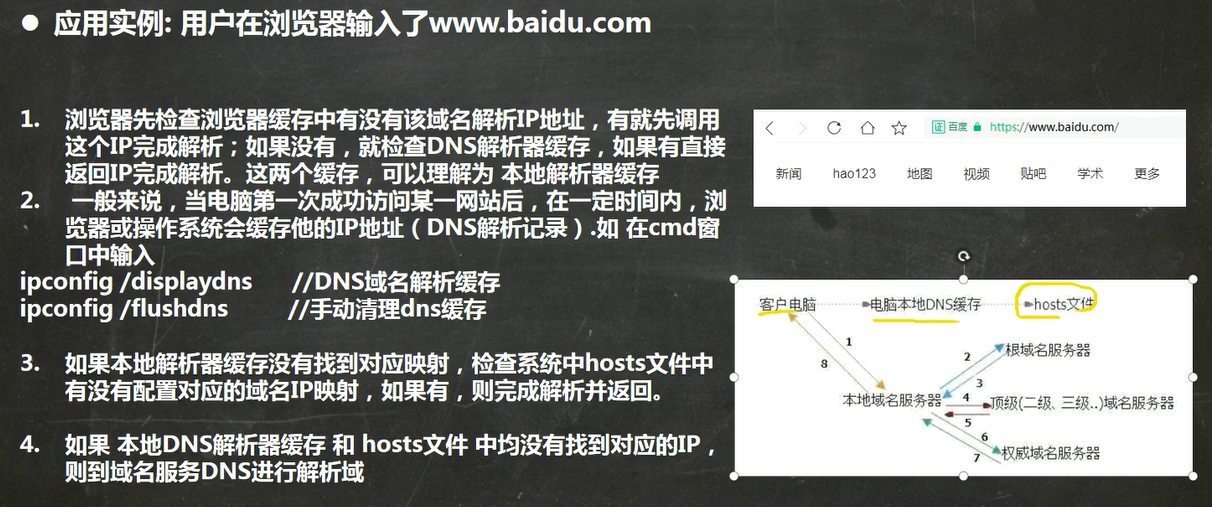 ● 应用实例: 用户在浏览器输入了www.baidu.com
1. 浏览器先检查浏览器缓存中有没有该域名解析IP地址，有就先调用
这个IP完成解析；如果没有，就检查DNS解析器缓存，如果有直接
返回IP完成解析。这两个缓存，可以理解为 本地解析器缓存
2. 一般来说，当电脑第一次成功访问某一网站后，在一定时间内，浏
览器或操作系统会缓存他的IP地址（DNS解析记录）.如 在cmd窗
口中输入
ipconfig /displaydns //DNS域名解析缓存
ipconfig /flushdns //手动清理dns缓存
3. 如果本地解析器缓存没有找到对应映射，检查系统中hosts文件中
有没有配置对应的域名IP映射，如果有，则完成解析并返回。
4. 如果 本地DNS解析器缓存 和 hosts文件 中均没有找到对应的IP，
则到域名服务DNS进行解析域
证 百度 https://www.baidu.com/
新闻 hao123 地图 视频 贴吧 学术 更多
客户电脑 电脑本地DNS缓存 hosts文件
1
8
2
根域名服务器
3
本地域名服务器
4
顶级(二级、三级..)域名服务器
5
6
权威域名服务器
7